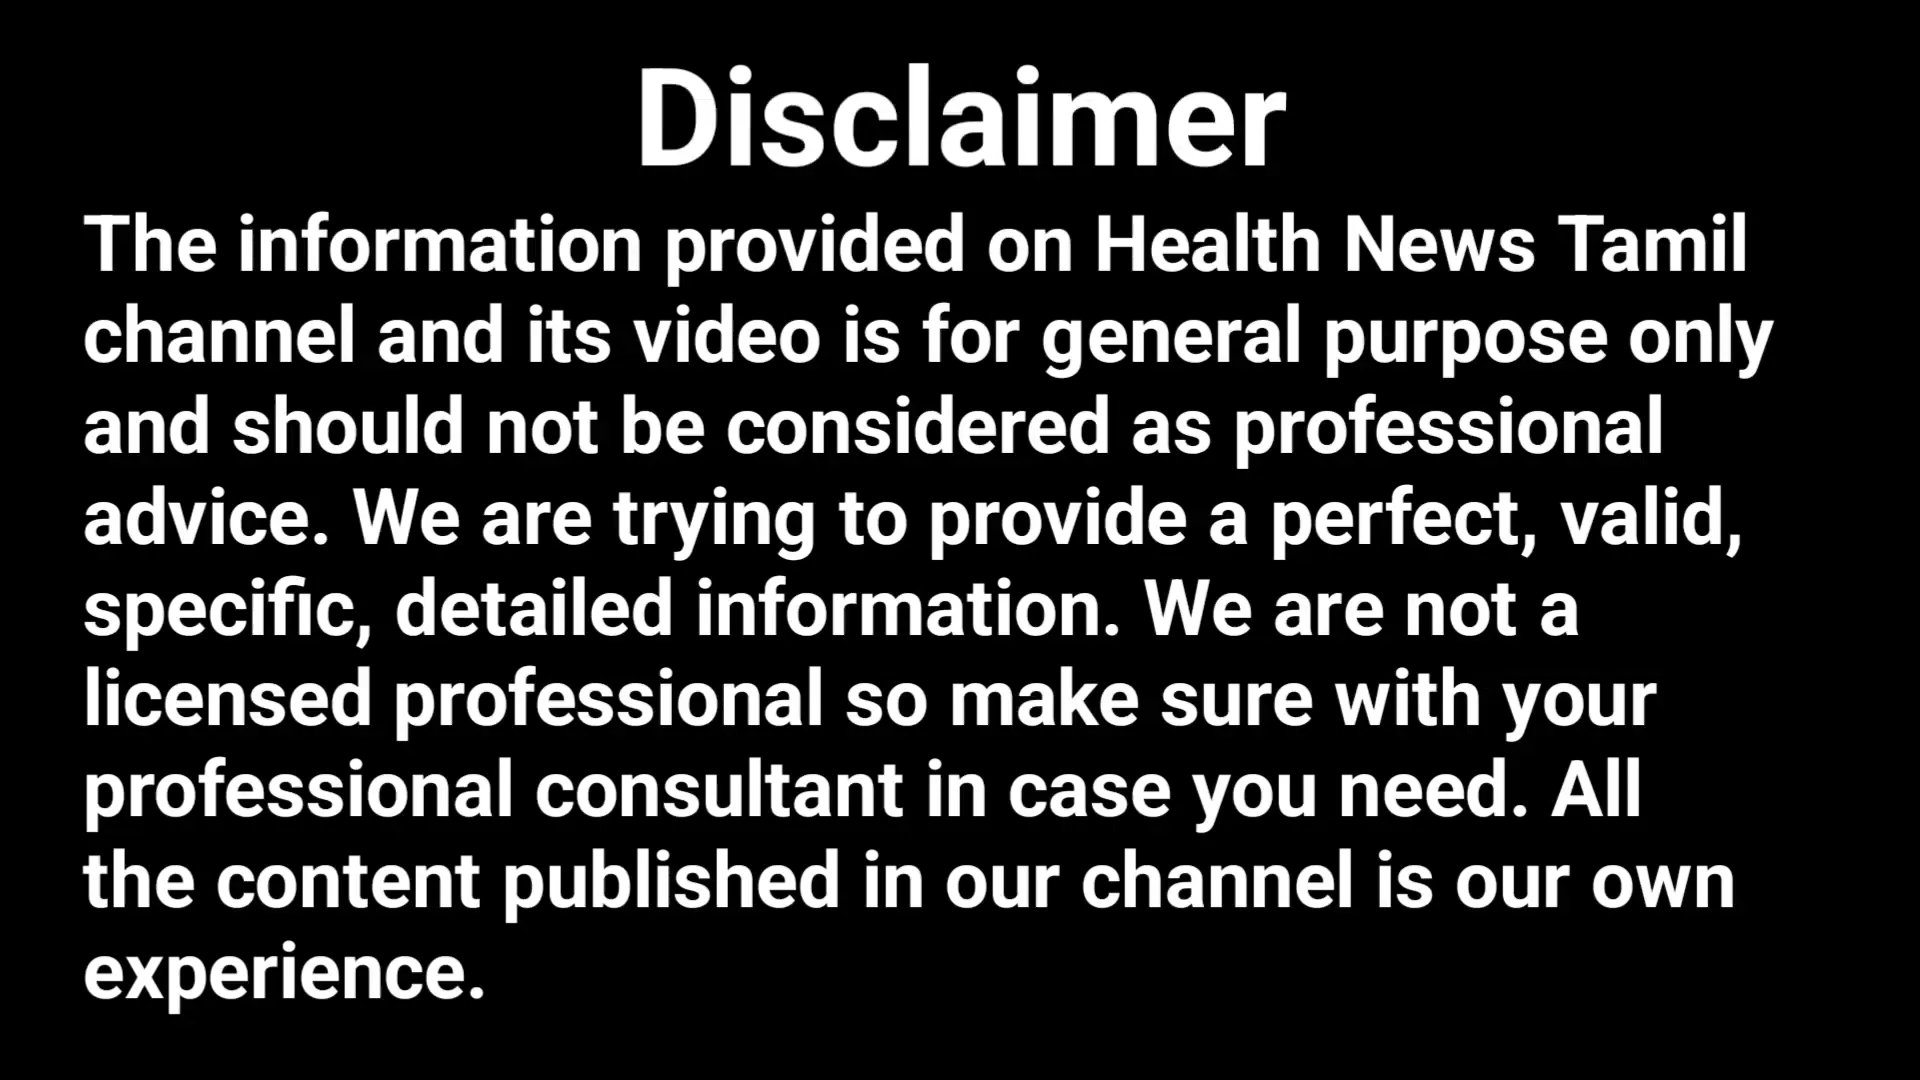 Disclaimer
The information provided on Health News Tamil
channel and its video is for general purpose only
and should not be considered as professional
advice. We are trying to provide a perfect, valid,
specific, detailed information. We are not a
licensed professional so make sure with your
professional consultant in case you need. All
the content published in our channel is our own
experience.